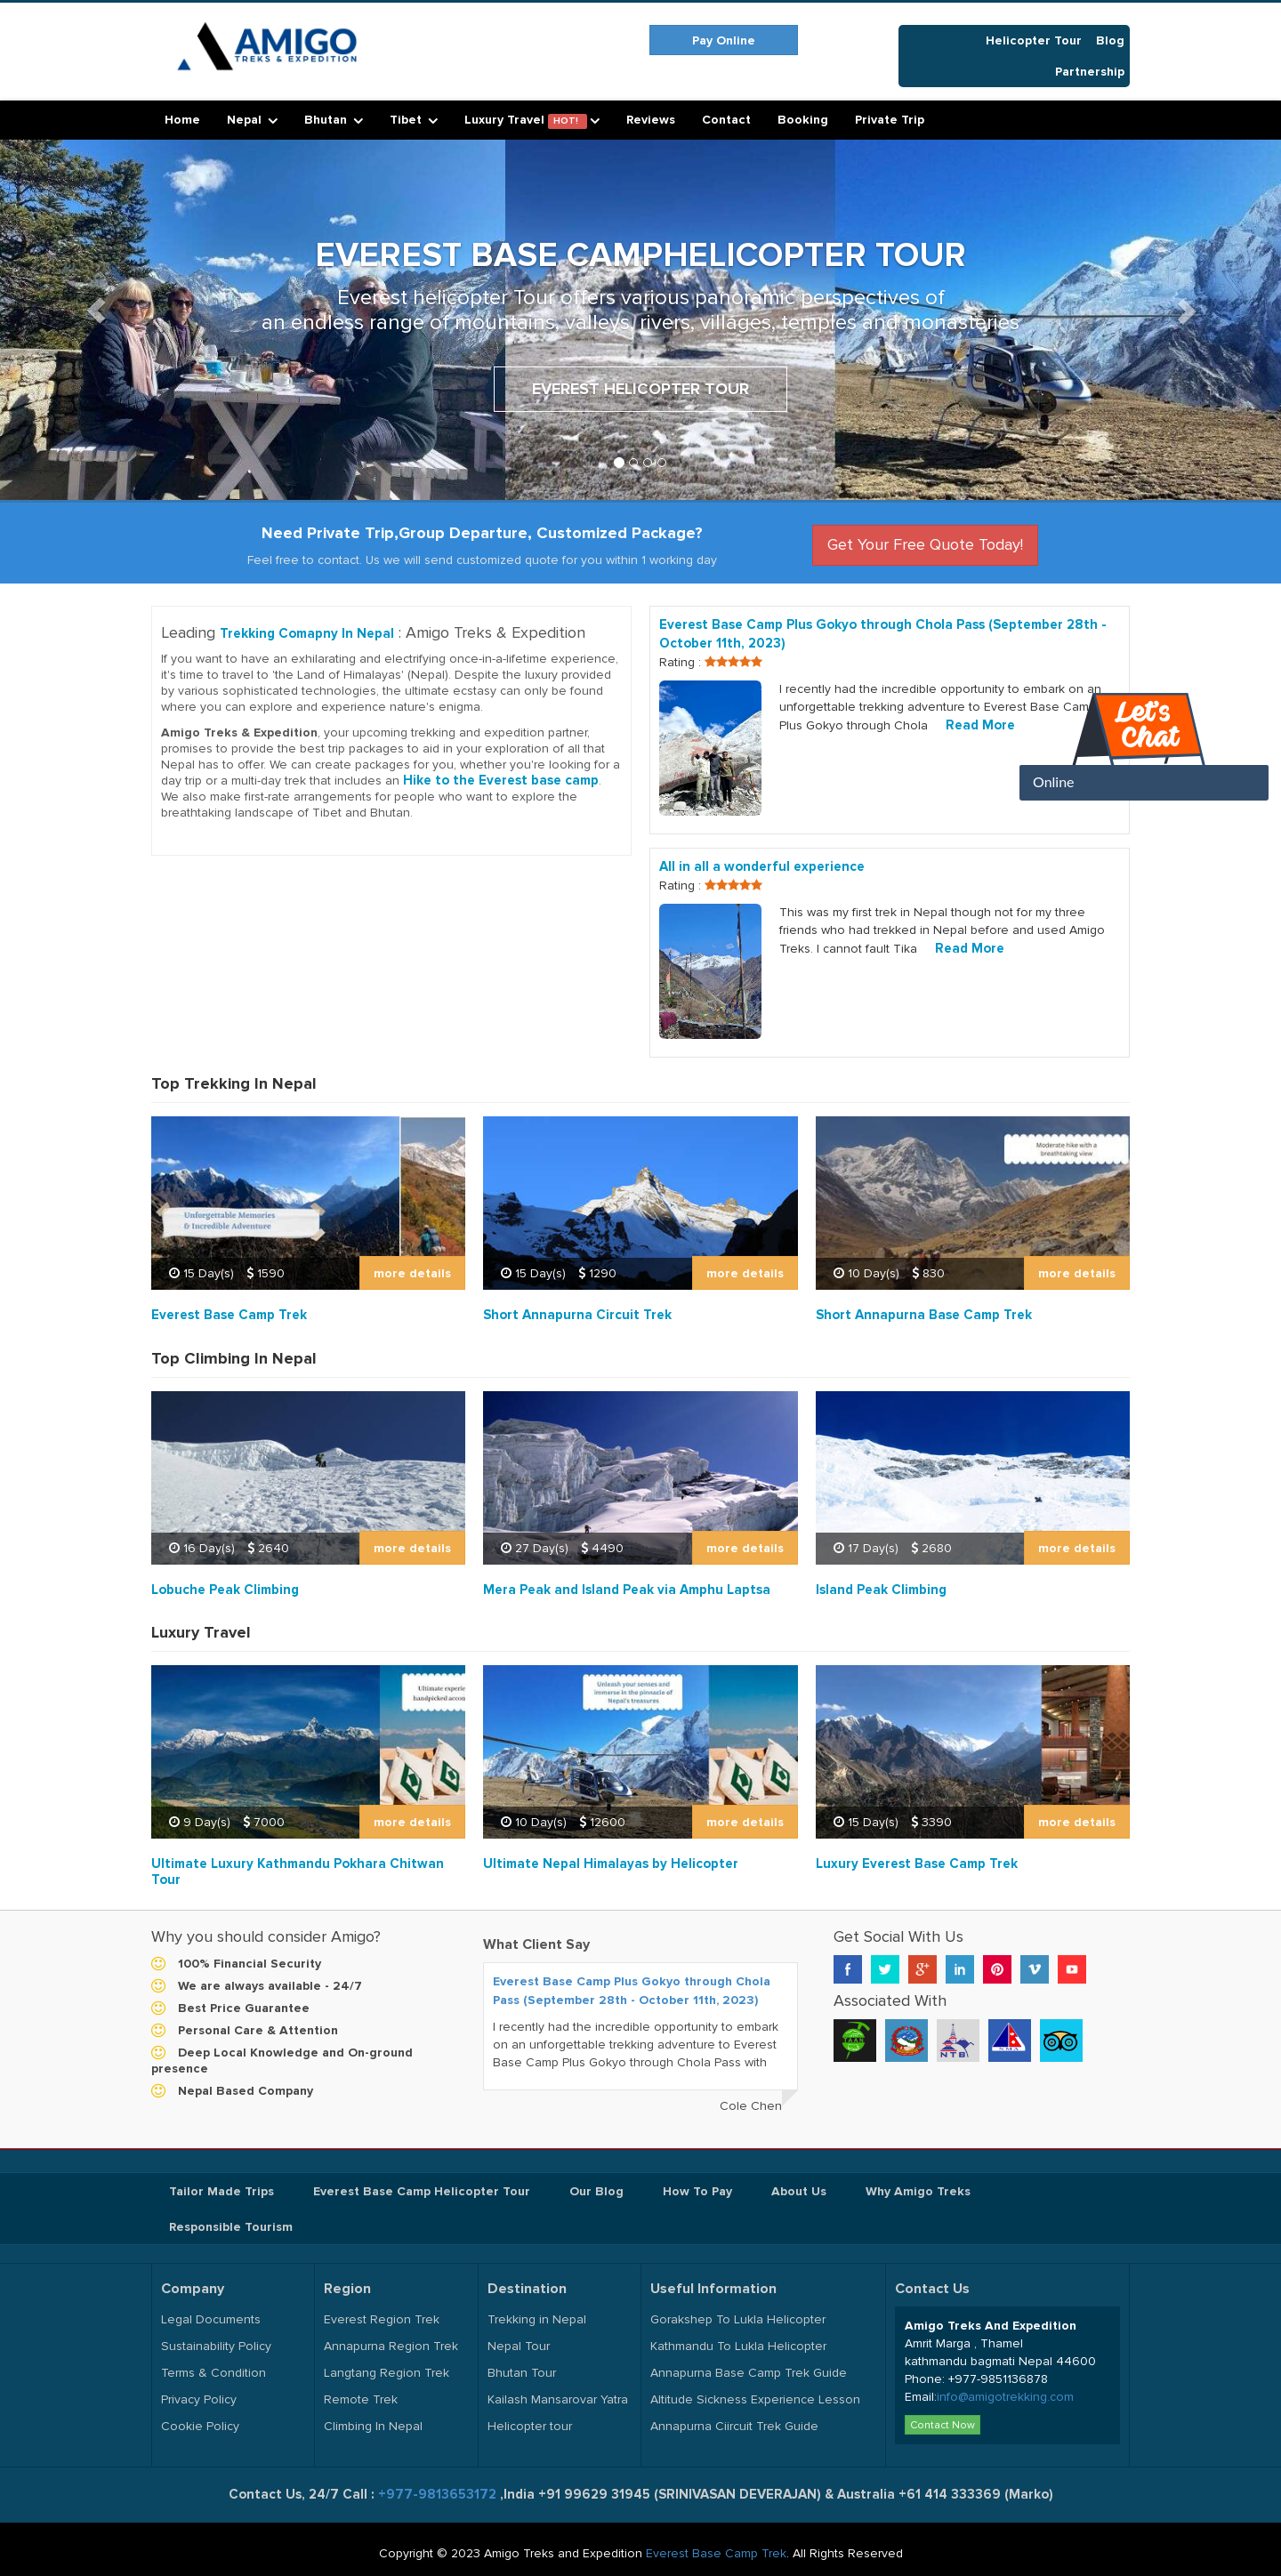 AMIGO
TREKS & EXPEDITION
Pay Online
Helicopter Tour Blog
Partnership
Home Nepal Bhutan Tibet Luxury Travel HOT! Reviews Contact Booking Private Trip
EVEREST BASE CAMPHELICOPTER TOUR
Everest helicopter Tour offers various panoramic perspectives of
an endless range of mountains, valleys, rivers, villages, temples and monasteries
EVEREST HELICOPTER TOUR
Need Private Trip,Group Departure, Customized Package?
Feel free to contact. Us we will send customized quote for you within 1 working day
Get Your Free Quote Today!
Leading Trekking Comapny In Nepal : Amigo Treks & Expedition
If you want to have an exhilarating and electrifying once-in-a-lifetime experience,
it's time to travel to 'the Land of Himalayas' (Nepal). Despite the luxury provided
by various sophisticated technologies, the ultimate ecstasy can only be found
where you can explore and experience nature's enigma.
Amigo Treks & Expedition, your upcoming trekking and expedition partner,
promises to provide the best trip packages to aid in your exploration of all that
Nepal has to offer. We can create packages for you, whether you're looking for a
day trip or a multi-day trek that includes an Hike to the Everest base camp.
We also make first-rate arrangements for people who want to explore the
breathtaking landscape of Tibet and Bhutan.
Everest Base Camp Plus Gokyo through Chola Pass (September 28th -
October 11th, 2023)
Rating :
I recently had the incredible opportunity to embark on an
unforgettable trekking adventure to Everest Base Cam
Plus Gokyo through Chola Read More
Let's
Chat
Online
All in all a wonderful experience
Rating :
This was my first trek in Nepal though not for my three
friends who had trekked in Nepal before and used Amigo
Treks. I cannot fault Tika Read More
Top Trekking In Nepal
Unforgettable Memories
& Incredible Adventure
15 Day(s) $ 1590 more details
Everest Base Camp Trek
15 Day(s) $ 1290 more details
Short Annapurna Circuit Trek
Moderate hike with a
breathtaking view
10 Day(s) $ 830 more details
Short Annapurna Base Camp Trek
Top Climbing In Nepal
16 Day(s) $ 2640 more details
Lobuche Peak Climbing
27 Day(s) $ 4490 more details
Mera Peak and Island Peak via Amphu Laptsa
17 Day(s) $ 2680 more details
Island Peak Climbing
Luxury Travel
Ultimate experie
handpicked accon
9 Day(s) $ 7000 more details
Ultimate Luxury Kathmandu Pokhara Chitwan
Tour
Unleash your senses and
immerse in the pinnacle of
Nepal's treasures
10 Day(s) $ 12600 more details
Ultimate Nepal Himalayas by Helicopter
15 Day(s) $ 3390 more details
Luxury Everest Base Camp Trek
Why you should consider Amigo?
100% Financial Security
We are always available - 24/7
Best Price Guarantee
Personal Care & Attention
Deep Local Knowledge and On-ground
presence
Nepal Based Company
What Client Say
Everest Base Camp Plus Gokyo through Chola
Pass (September 28th - October 11th, 2023)
I recently had the incredible opportunity to embark
on an unforgettable trekking adventure to Everest
Base Camp Plus Gokyo through Chola Pass with
Cole Chen
Get Social With Us
Associated With
NTB
Tailor Made Trips Everest Base Camp Helicopter Tour Our Blog How To Pay About Us Why Amigo Treks
Responsible Tourism
Company
Legal Documents
Sustainability Policy
Terms & Condition
Privacy Policy
Cookie Policy
Region
Everest Region Trek
Annapurna Region Trek
Langtang Region Trek
Remote Trek
Climbing In Nepal
Destination
Trekking in Nepal
Nepal Tour
Bhutan Tour
Kailash Mansarovar Yatra
Helicopter tour
Useful Information
Gorakshep To Lukla Helicopter
Kathmandu To Lukla Helicopter
Annapurna Base Camp Trek Guide
Altitude Sickness Experience Lesson
Annapurna Ciircuit Trek Guide
Contact Us
Amigo Treks And Expedition
Amrit Marga , Thamel
kathmandu bagmati Nepal 44600
Phone: +977-9851136878
Email:info@amigotrekking.com
Contact Now
Contact Us, 24/7 Call : +977-9813653172 ,India +91 99629 31945 (SRINIVASAN DEVERAJAN) & Australia +61 414 333369 (Marko)
Copyright © 2023 Amigo Treks and Expedition Everest Base Camp Trek. All Rights Reserved